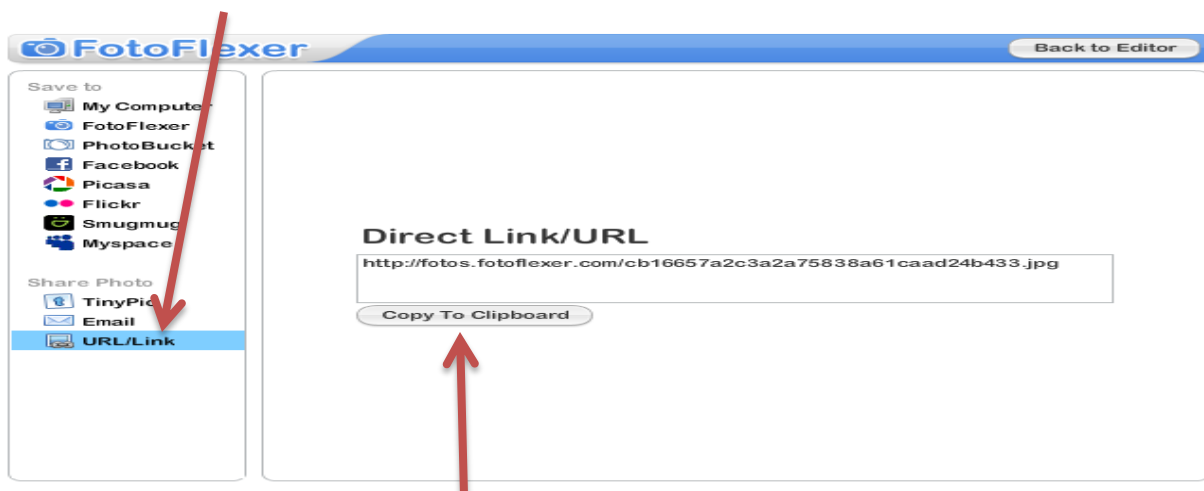 FotoFlexer
Back to Editor
Save to
My Computer
FotoFlexer
PhotoBucket
Facebook
Picasa
Flickr
Smugmug
Myspace
Share Photo
TinyPic
Email
URL/Link
Direct Link/URL
http://fotos.fotoflexer.com/cb16657a2c3a2a75838a61caad24b433.jpg
Copy To Clipboard